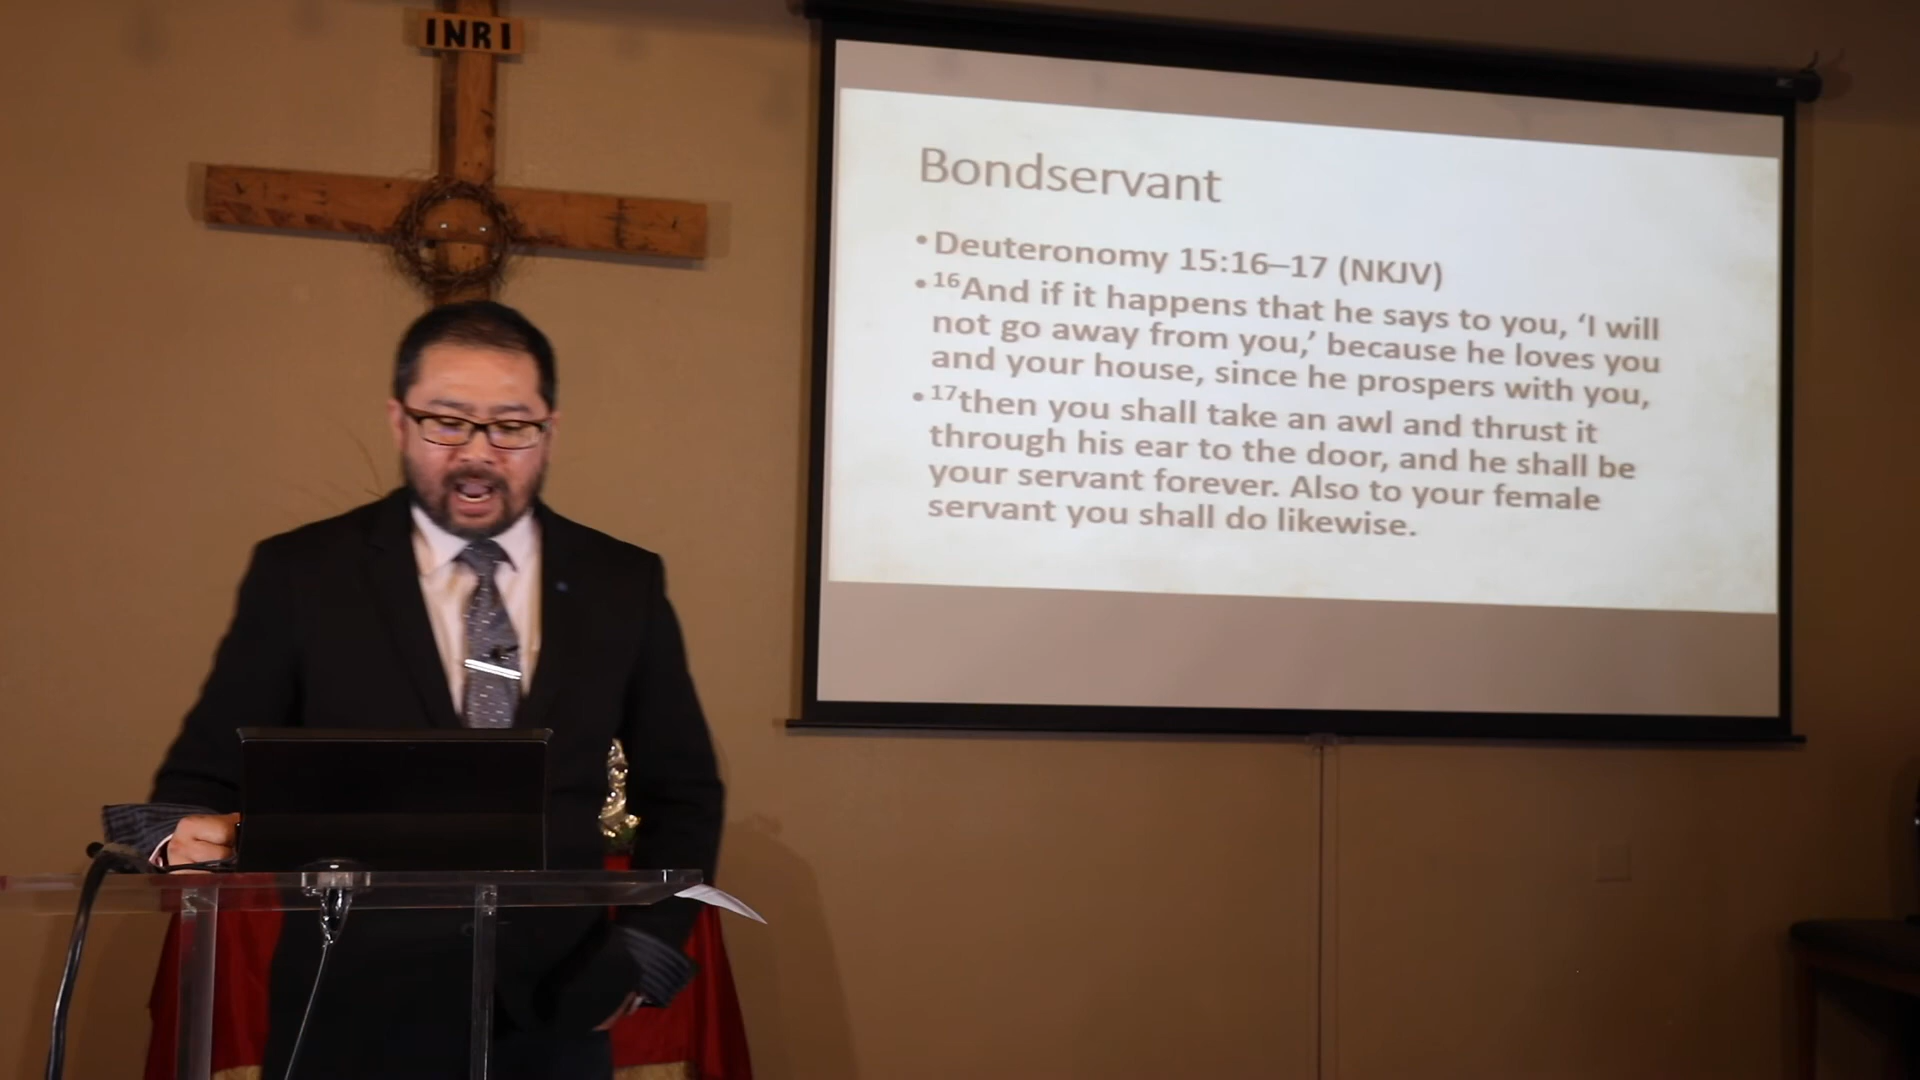 INRI
Bondservant
• Deuteronomy 15:16–17 (NKJV)
• 16And if it happens that he says to you, ‘I will
not go away from you,’ because he loves you
and your house, since he prospers with you,
• 17then you shall take an awl and thrust it
through his ear to the door, and he shall be
your servant forever. Also to your female
servant you shall do likewise.